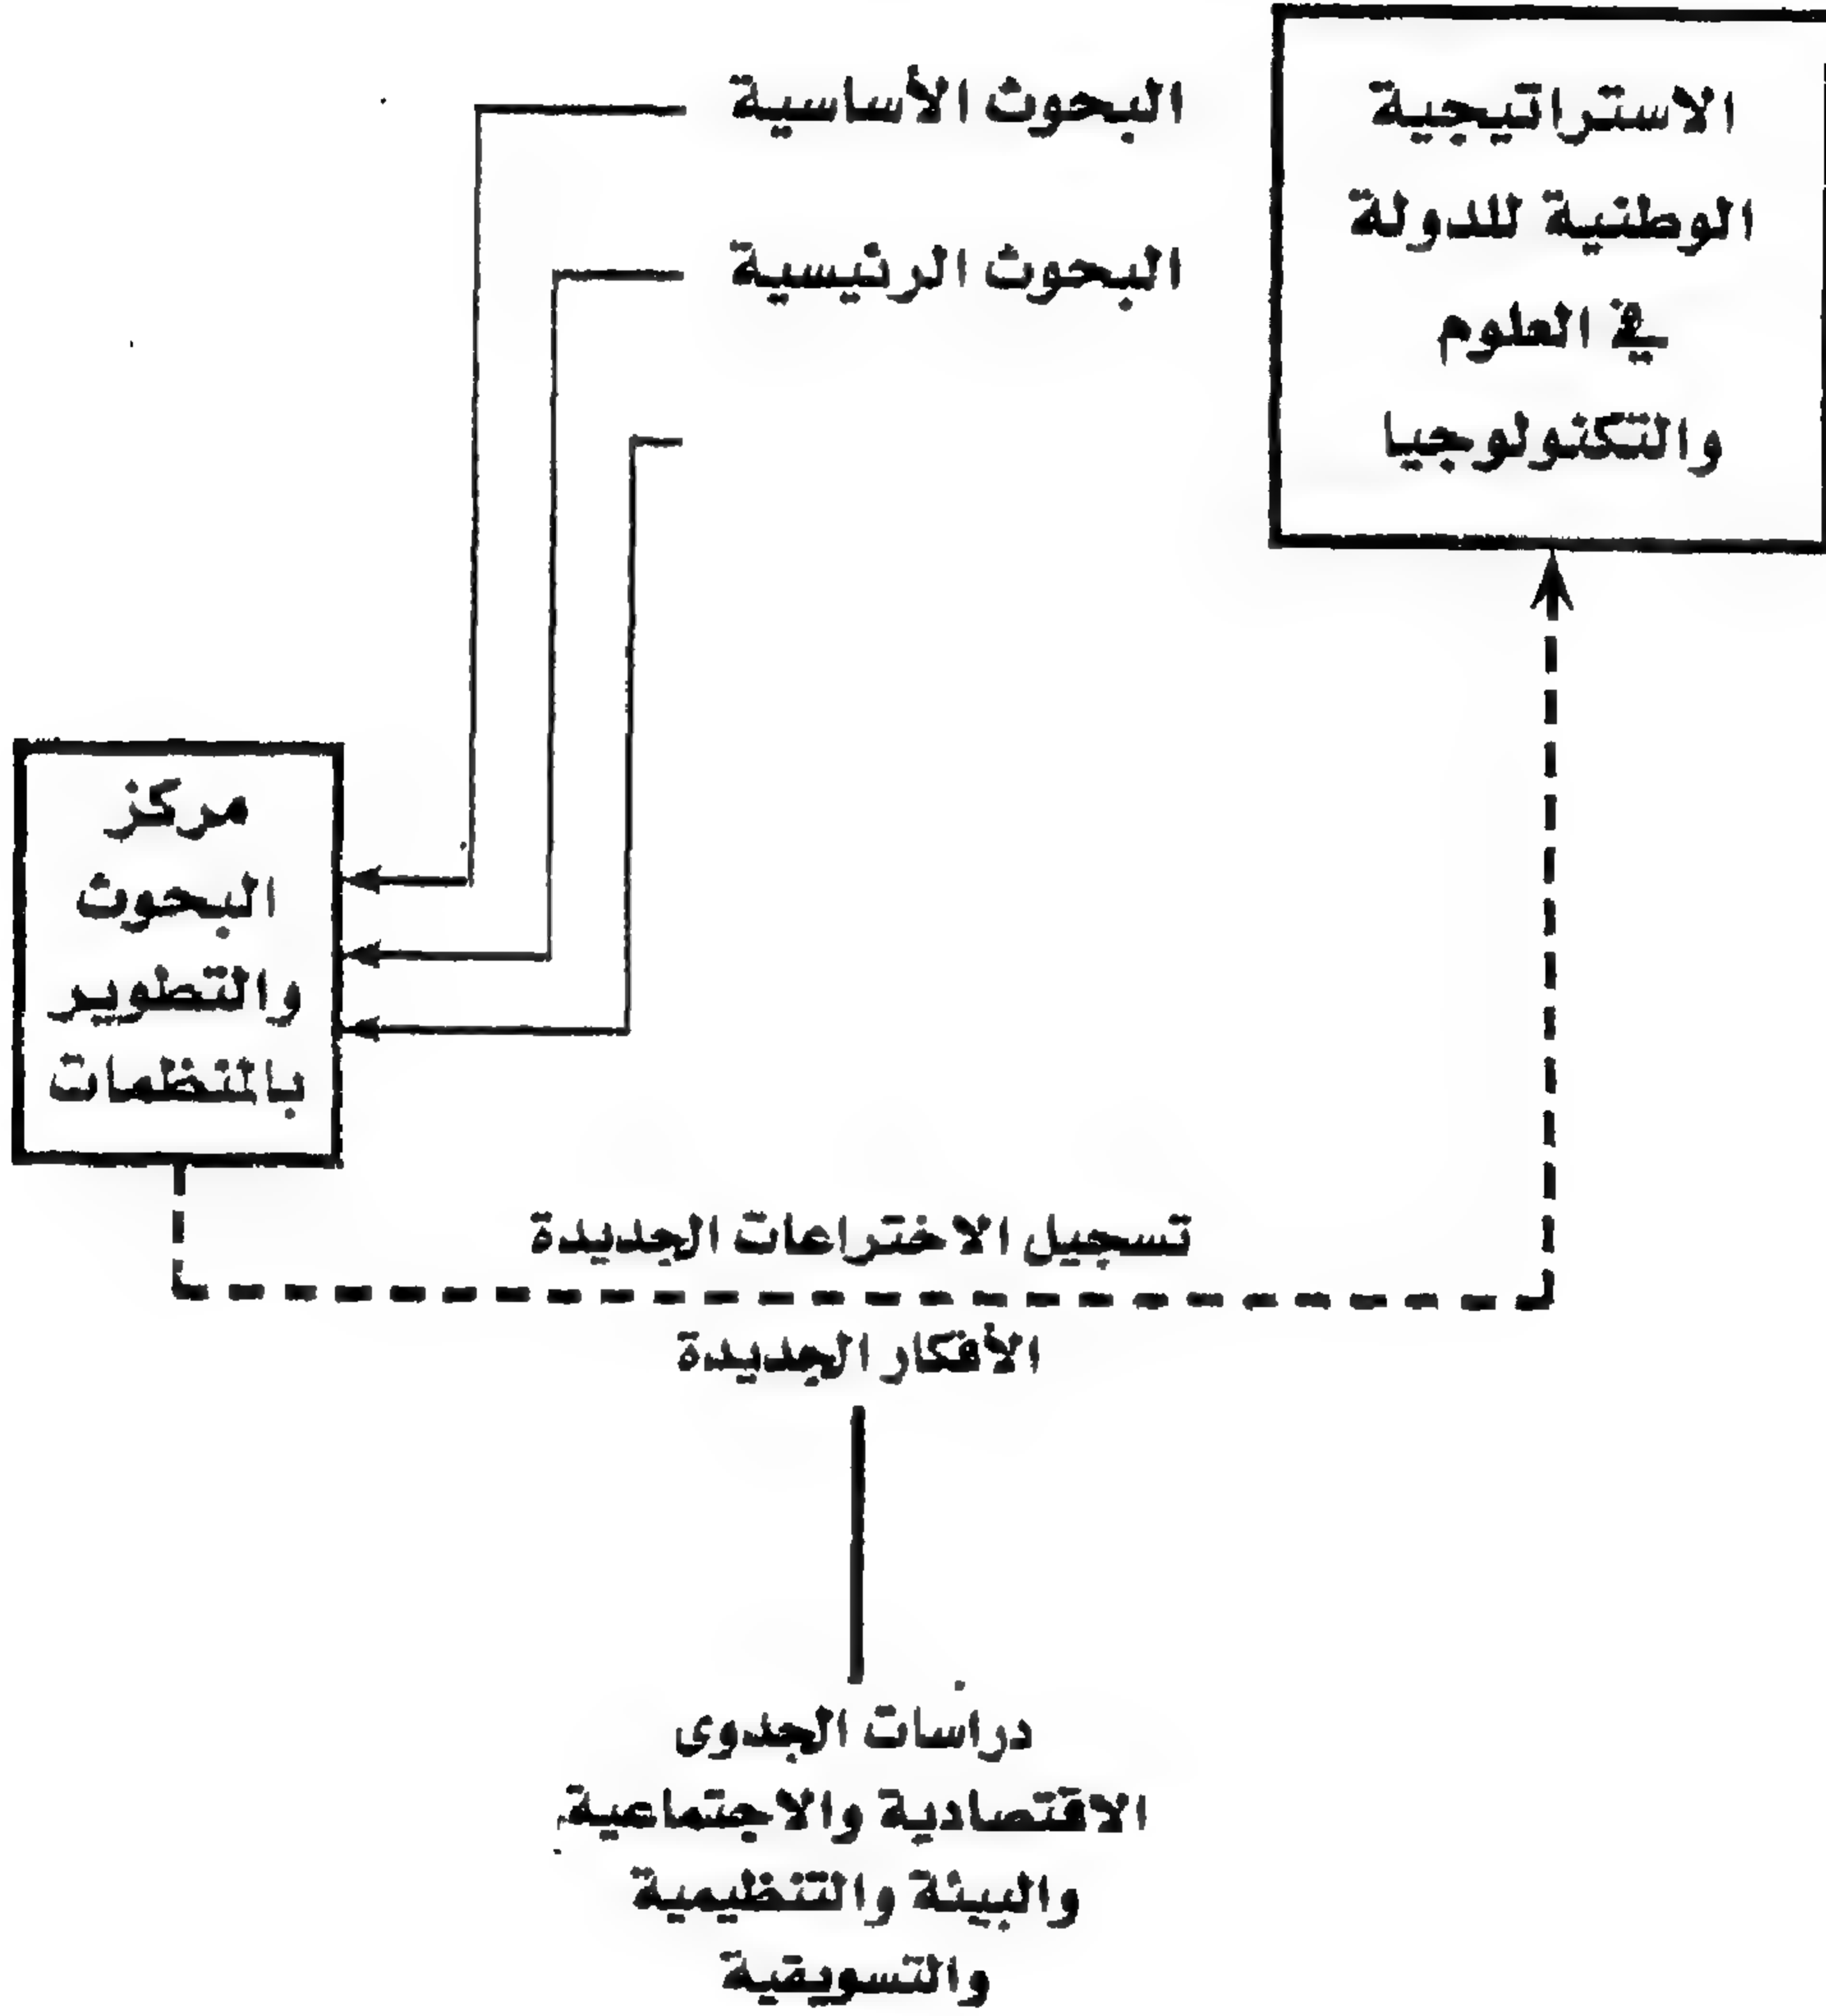 الاستراتيجية
الوطنية للدولة
في العلوم
والتكنولوجيا
البحوث الأساسية
البحوث الرئيسية
مركز
البحوث
والتطوير
بالمنظمات
تسجيل الاختراعات الجديدة
الأفكار الجديدة
دراسات الجدوى
الاقتصادية والاجتماعية
والبيئة والتنظيمية
والتسويقية